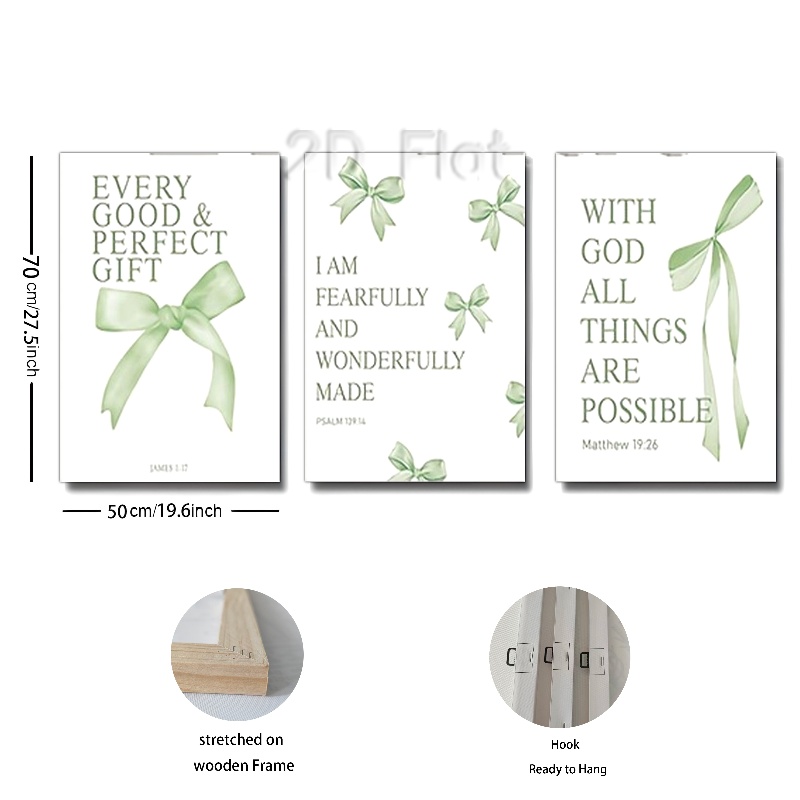 2D Flat
EVERY
GOOD &
PERFECT
GIFT
JAMES 1:17
I AM
FEARFULLY
AND
WONDERFULLY
MADE
PSALM 139:14
WITH
GOD
ALL
THINGS
ARE
POSSIBLE
Matthew 19:26
70 cm/27.5inch
50cm/19.6inch
stretched on
wooden Frame
Hook
Ready to Hang